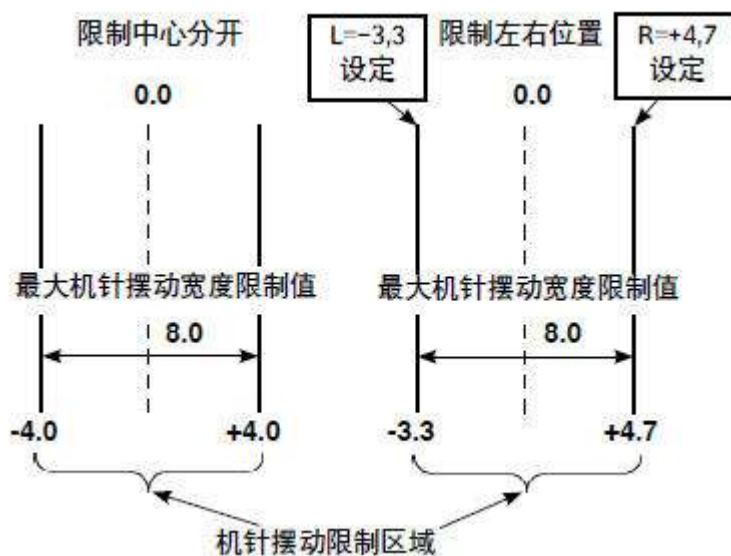 限制中心分开
L=−3,3
设定
限制左右位置
R=+4,7
设定
0.0
0.0
最大机针摆动宽度限制值
最大机针摆动宽度限制值
8.0
8.0
-4.0
+4.0
-3.3
+4.7
机针摆动限制区域